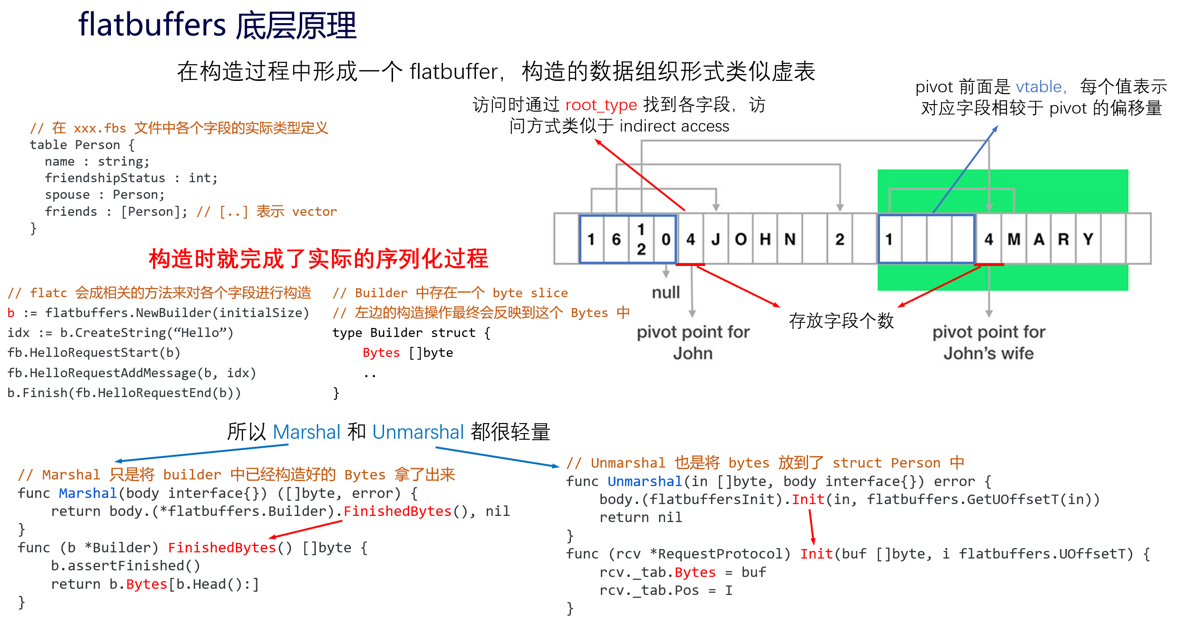 flatbuffers 底层原理
在构造过程中形成一个 flatbuffer，构造的数据组织形式类似虚表
访问时通过 root_type 找到各字段，访
问方式类似于 indirect access
pivot 前面是 vtable，每个值表示
对应字段相较于 pivot 的偏移量
// 在 xxx.fbs 文件中各个字段的实际类型定义
table Person {
name : string;
friendshipStatus : int;
spouse : Person;
friends : [Person]; // [..] 表示 vector
}
1 6 12 0 4 J O H N 2 1 4 M A R Y
null
pivot point for
John
存放字段个数
pivot point for
John's wife
构造时就完成了实际的序列化过程
// flatc 会成相关的方法来对各个字段进行构造
b := flatbuffers.NewBuilder(initialSize)
idx := b.CreateString(“Hello”)
fb.HelloRequestStart(b)
fb.HelloRequestAddMessage(b, idx)
b.Finish(fb.HelloRequestEnd(b))
// Builder 中存在一个 byte slice
// 左边的构造操作最终会反映到这个 Bytes 中
type Builder struct {
Bytes []byte
..
}
所以 Marshal 和 Unmarshal 都很轻量
// Marshal 只是将 builder 中已经构造好的 Bytes 拿了出来
func Marshal(body interface{}) ([]byte, error) {
return body.(*flatbuffers.Builder).FinishedBytes(), nil
}
func (b *Builder) FinishedBytes() []byte {
b.assertFinished()
return b.Bytes[b.Head():]
}
// Unmarshal 也是将 bytes 放到了 struct Person 中
func Unmarshal(in []byte, body interface{}) error {
body.(flatbuffersInit).Init(in, flatbuffers.GetUOffsetT(in))
return nil
}
func (rcv *RequestProtocol) Init(buf []byte, i flatbuffers.UOffsetT) {
rcv._tab.Bytes = buf
rcv._tab.Pos = I
}